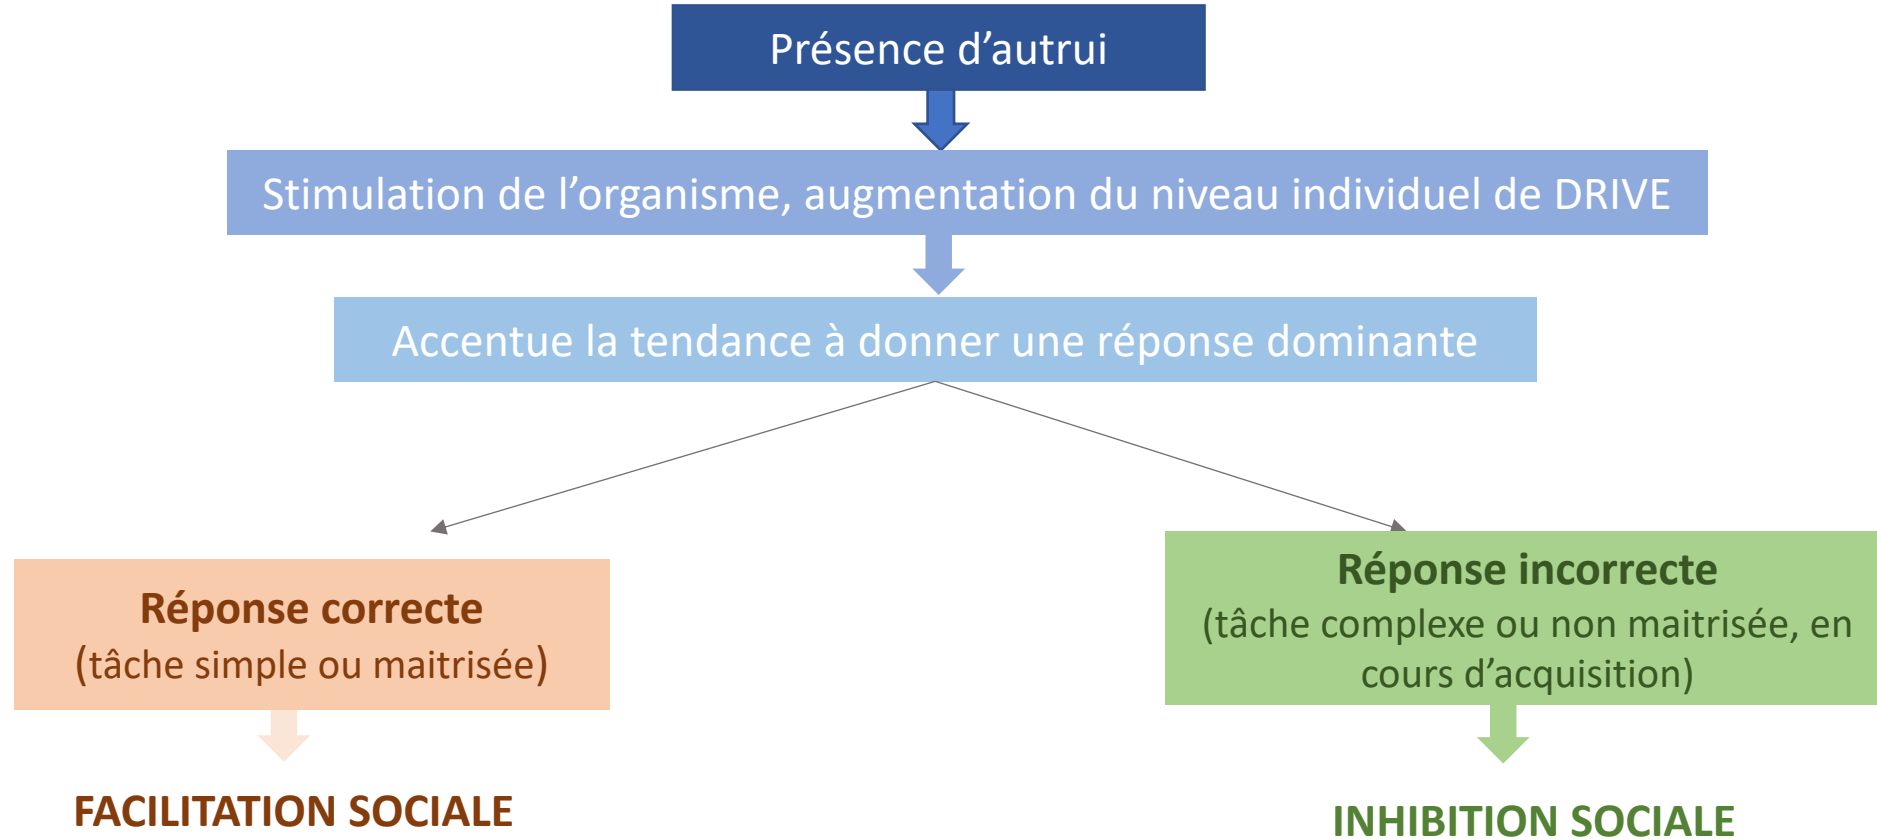 Présence d’autrui
Stimulation de l’organisme, augmentation du niveau individuel de DRIVE
Accentue la tendance à donner une réponse dominante
Réponse correcte
(tâche simple ou maitrisée)
FACILITATION SOCIALE
Réponse incorrecte
(tâche complexe ou non maitrisée, en
cours d’acquisition)
INHIBITION SOCIALE